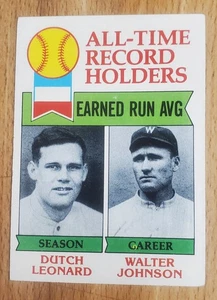 ALL-TIME
RECORD
HOLDERS
EARNED RUN AVG
W
SEASON
CAREER
DUTCH
LEONARD
WALTER
JOHNSON